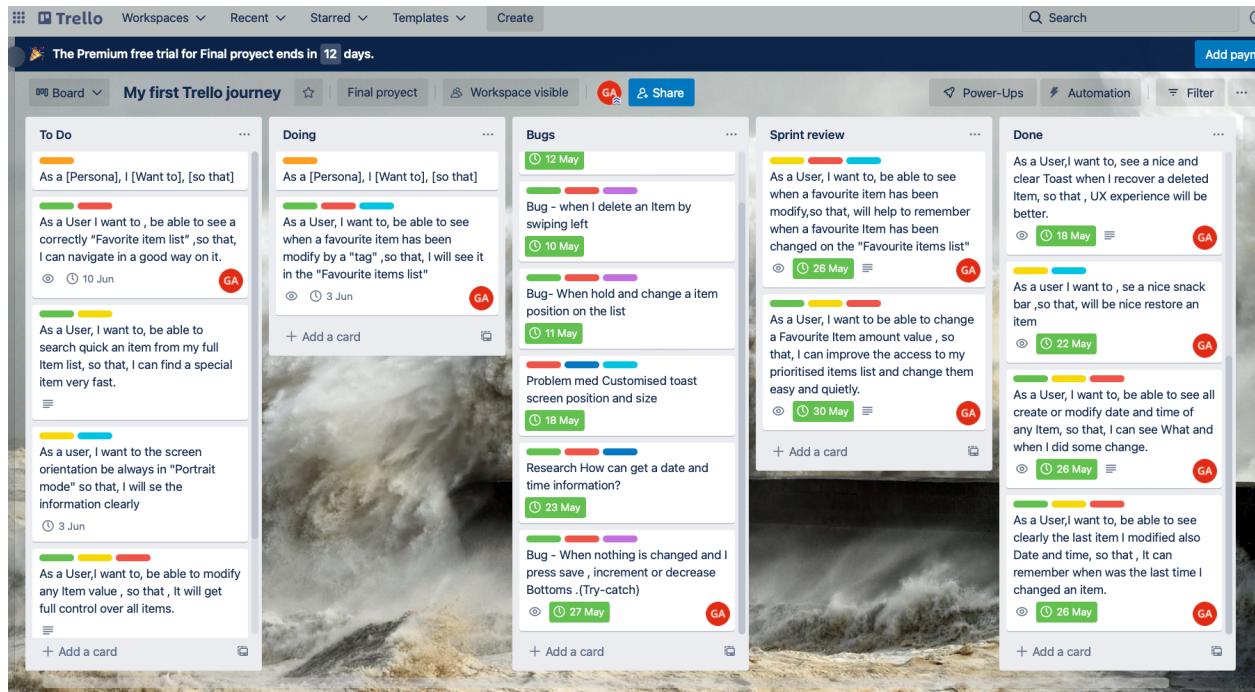 Trello
Workspaces
Recent
Starred
Templates
Create
Search
The Premium free trial for Final proyect ends in 12 days.
Add paym
Board
My first Trello journey
Final proyect
Workspace visible
GA
Share
Power-Ups
Automation
Filter
To Do
As a [Persona], I [Want to], [so that]
As a User I want to , be able to see a
correctly “Favorite item list” ,so that,
I can navigate in a good way on it.
10 Jun
GA
As a User, I want to, be able to
search quick an item from my full
Item list, so that, I can find a special
item very fast.
As a user, I want to the screen
orientation be always in "Portrait
mode" so that, I will se the
information clearly
3 Jun
As a User,I want to, be able to modify
any Item value , so that , It will get
full control over all items.
+ Add a card
Doing
As a [Persona], I [Want to], [so that]
As a User, I want to, be able to see
when a favourite item has been
modify by a "tag" ,so that, I will see it
in the "Favourite items list"
3 Jun
GA
+ Add a card
Bugs
12 May
Bug - when I delete an Item by
swiping left
10 May
Bug- When hold and change a item
position on the list
11 May
Problem med Customised toast
screen position and size
18 May
Research How can get a date and
time information?
23 May
Bug - When nothing is changed and I
press save , increment or decrease
Bottoms .(Try-catch)
27 May
GA
+ Add a card
Sprint review
As a User, I want to, be able to see
when a favourite item has been
modify,so that, will help to remember
when a favourite Item has been
changed on the "Favourite items list"
26 May
GA
As a User, I want to be able to change
a Favourite Item amount value , so
that, I can improve the access to my
prioritised items list and change them
easy and quietly.
30 May
GA
+ Add a card
Done
As a User,I want to, see a nice and
clear Toast when I recover a deleted
Item, so that , UX experience will be
better.
18 May
GA
As a user I want to , se a nice snack
bar ,so that, will be nice restore an
item
22 May
GA
As a User, I want to, be able to see all
create or modify date and time of
any Item, so that, I can see What and
when I did some change.
26 May
GA
As a User,I want to, be able to see
clearly the last item I modified also
Date and time, so that , It can
remember when was the last time I
changed an item.
26 May
GA
+ Add a card